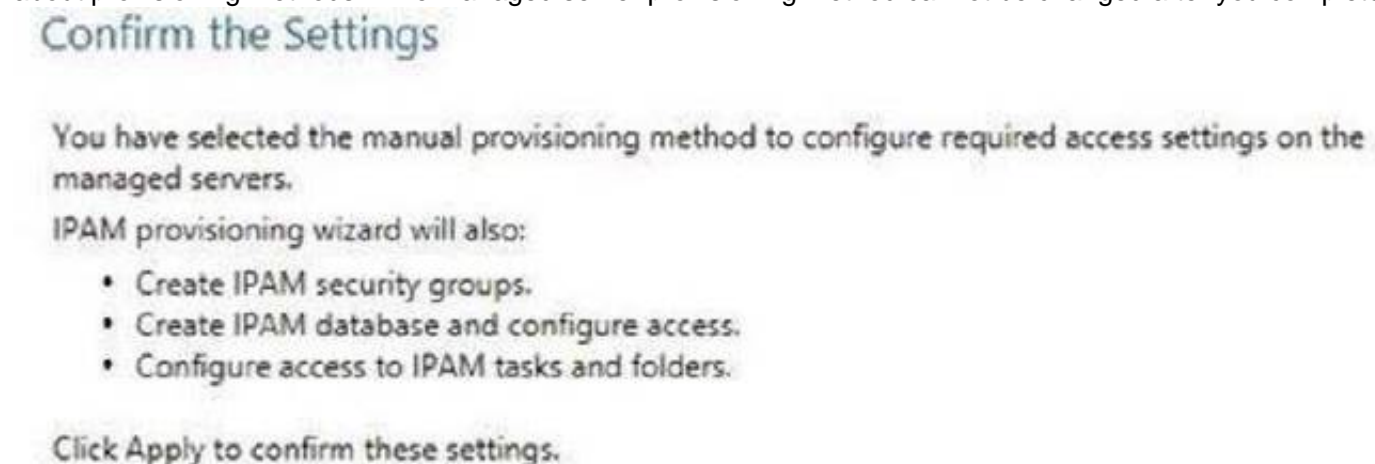 Confirm the Settings
You have selected the manual provisioning method to configure required access settings on the
managed servers.
IPAM provisioning wizard will also:
• Create IPAM security groups.
• Create IPAM database and configure access.
• Configure access to IPAM tasks and folders.
Click Apply to confirm these settings.